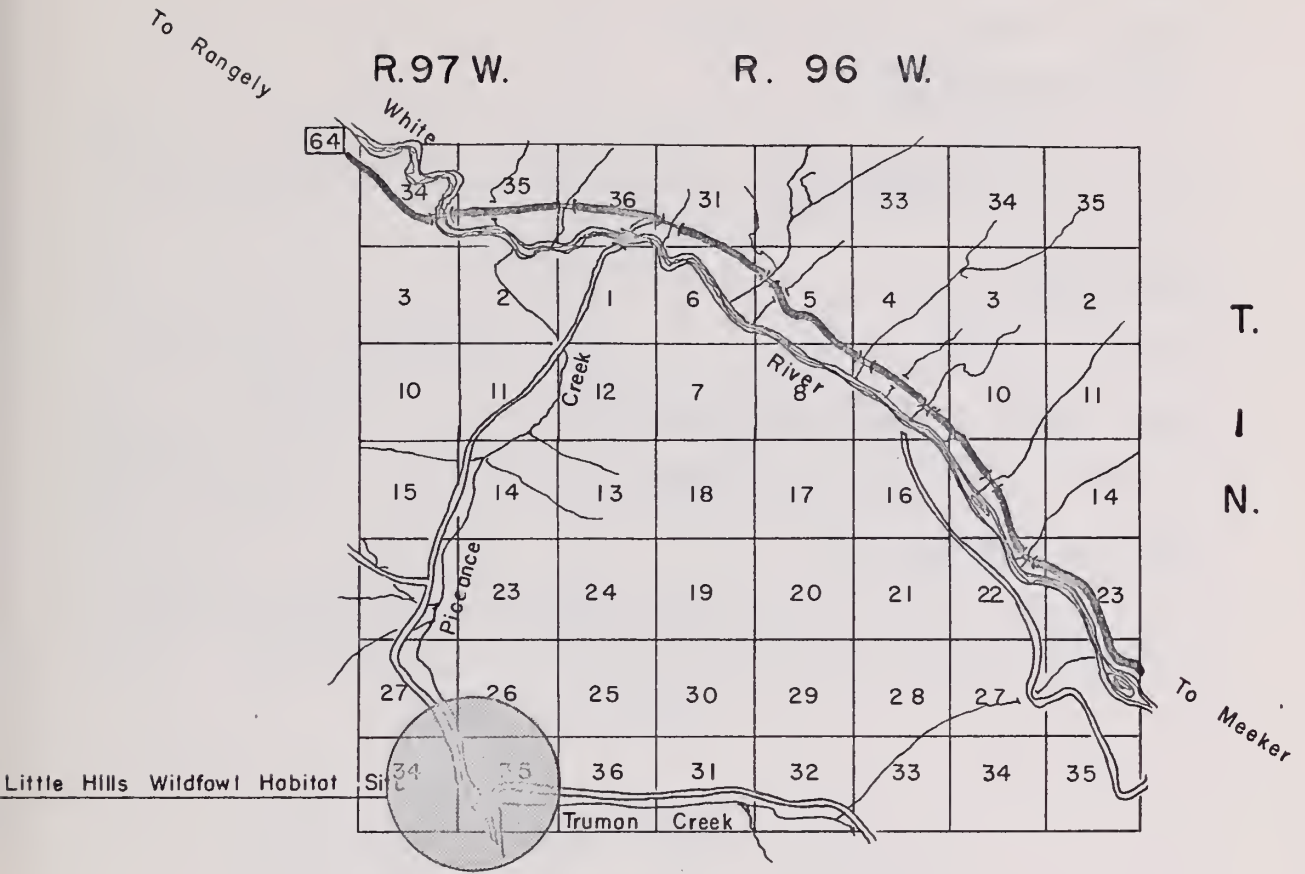 To Rangely
R. 97 W. R. 96 W.
White
64
34 35 36 31 33 34 35
3 2 1 6 5 4 3 2
T.
River
Creek
10 11 12 7 8 10 11
1
15 14 13 18 17 16 14
N.
Piceance
23 24 19 20 21 22 23
27 26 25 30 29 28 27
To Meeker
34 35 36 31 32 33 34 35
Little Hills Wildfowl Habitat Site
Truman Creek